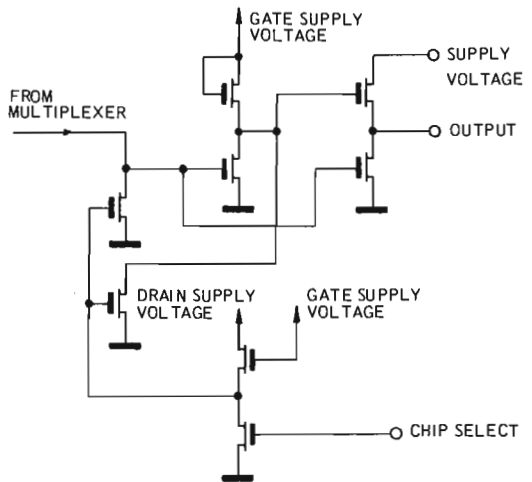 GATE SUPPLY
VOLTAGE
SUPPLY
VOLTAGE
FROM
MULTIPLEXER
OUTPUT
DRAIN SUPPLY
VOLTAGE
GATE SUPPLY
VOLTAGE
CHIP SELECT